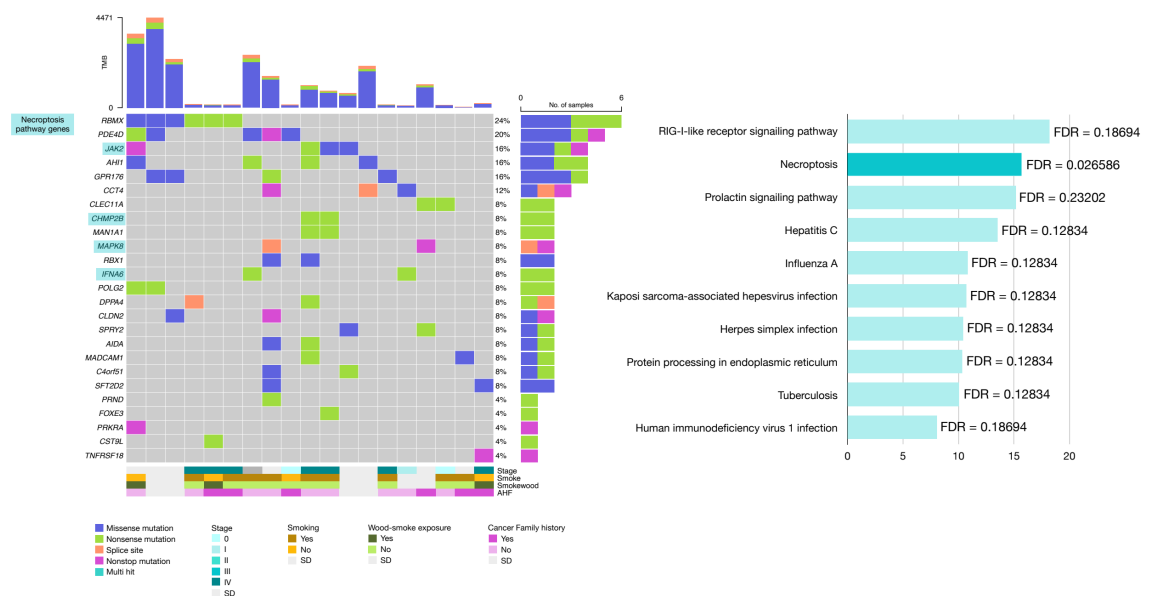 4471
TMB
0
0
6
No. of samples
Necroptosis
pathway genes
RBMX 24%
PDE4D 20%
JAK2 16%
AHI1 16%
GPR176 16%
CCT4 12%
CLEC11A 8%
CHMP2B 8%
MAN1A1 8%
MAPK8 8%
RBX1 8%
IFNA6 8%
POLG2 8%
DPPA4 8%
CLDN2 8%
SPRY2 8%
AIDA 8%
MADCAM1 8%
C4orf51 8%
SFT2D2 8%
PRND 4%
FOXE3 4%
PRKRA 4%
CST9L 4%
TNFRSF18 4%
Stage
Smoke
Smokewood
AHF
Missense mutation
Nonsense mutation
Splice site
Nonstop mutation
Multi hit
Stage
0
I
II
III
IV
SD
Smoking
Yes
No
SD
Wood-smoke exposure
Yes
No
SD
Cancer Family history
Yes
No
SD
RIG-I-like receptor signailling pathway FDR = 0.18694
Necroptosis FDR = 0.026586
Prolactin signailling pathway FDR = 0.23202
Hepatitis C FDR = 0.12834
Influenza A FDR = 0.12834
Kaposi sarcoma-associated hepesvirus infection FDR = 0.12834
Herpes simplex infection FDR = 0.12834
Protein processing in endoplasmic reticulum FDR = 0.12834
Tuberculosis FDR = 0.12834
Human immunodeficiency virus 1 infection FDR = 0.18694
0 5 10 15 20